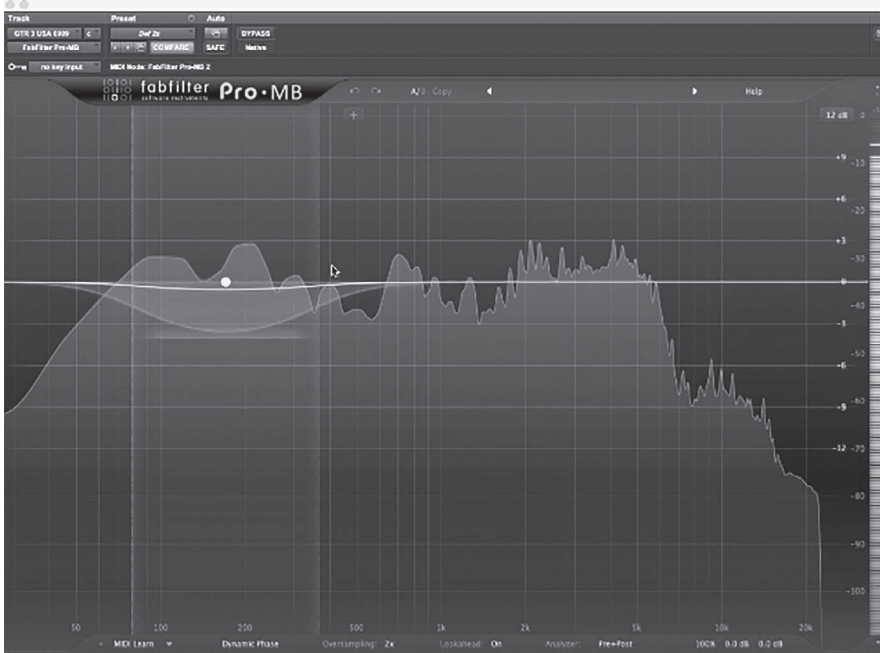 Track Preset Auto
GTR 3 USA 6909 c Def 2x BYPASS
FabFilter Pro-MB - + COMPARE SAFE Native
no key input MIDI Node: FabFilter Pro-MB 2
fabfilter Pro·MB
software instruments
A/B Copy Help
+ 12 dB 0
+9 -10
+6 -20
+3 -30
0 -40
-3
-50
-6
-60
-9
-12 -70
-80
-90
-100
50 100 200 500 1k 2k 5k 10k 20k
MIDI Learn Dynamic Phase Oversampling: 2x Lookahead: On Analyzer: Pre+Post 100% 0.0 dB 0.0 dB